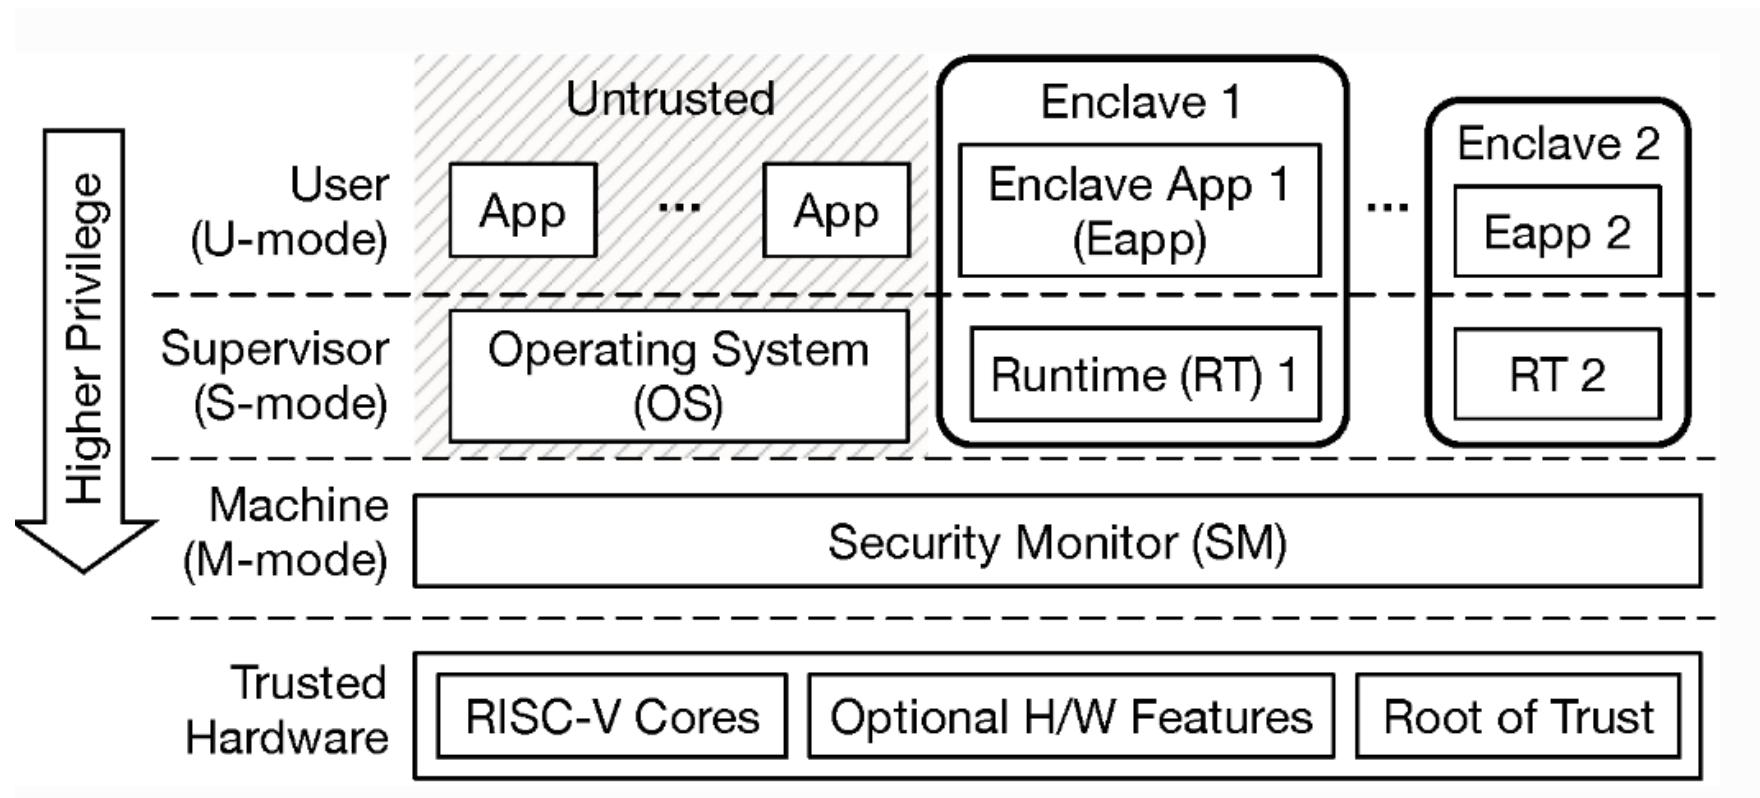 Higher Privilege
User
(U-mode)
Untrusted
App
...
App
Enclave 1
Enclave App 1
(Eapp)
...
Enclave 2
Eapp 2
Supervisor
(S-mode)
Operating System
(OS)
Runtime (RT) 1
RT 2
Machine
(M-mode)
Security Monitor (SM)
Trusted
Hardware
RISC-V Cores
Optional H/W Features
Root of Trust